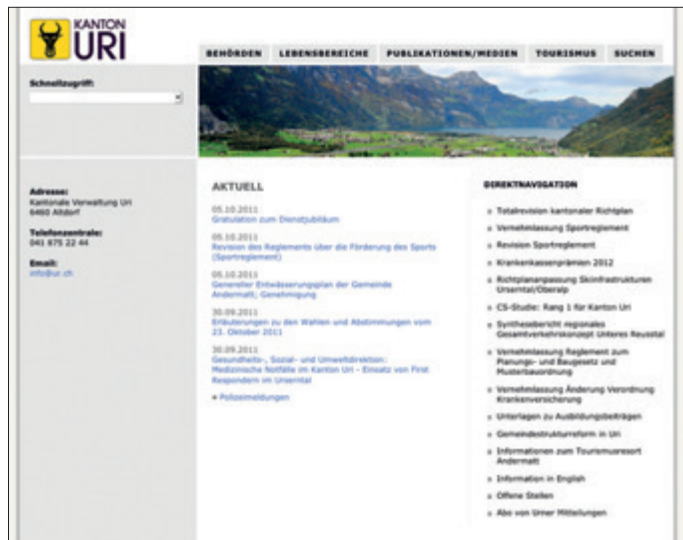 KANTON
URI
BEHÖRDEN LEBENSBEREICHE PUBLIKATIONEN/MEDIEN TOURISMUS SUCHEN
Schnellzugriff:
Adresse:
Kantonale Verwaltung Uri
6460 Altdorf
Telefonzentrale:
041 875 22 44
Email:
info@ur.ch
AKTUELL
05.10.2011
Gratulation zum Dienstjubiläum
05.10.2011
Revision des Reglements über die Förderung des Sports
(Sportreglement)
05.10.2011
Genereller Entwässerungsplan der Gemeinde
Andermatt; Genehmigung
30.09.2011
Erläuterungen zu den Wahlen und Abstimmungen vom
23. Oktober 2011
30.09.2011
Gesundheits-, Sozial- und Umweltdirektion:
Medizinische Notfälle im Kanton Uri - Einsatz von First
Respondern im Urserntal
» Polizeimeldungen
DIREKTNAVIGATION
Totalrevision kantonaler Richtplan
Vernehmlassung Sportreglement
Revision Sportreglement
Krankenkassenprämien 2012
Richtplananpassung Skiinfrastrukturen
Urserntal/Oberalp
CS-Studie: Rang 1 für Kanton Uri
Synthesebericht regionales
Gesamtverkehrskonzept Unteres Reusstal
Vernehmlassung Reglement zum
Planungs- und Baugesetz und
Musterbauordnung
Vernehmlassung Änderung Verordnung
Krankenversicherung
Unterlagen zu Ausbildungsbeiträgen
Gemeindestrukturreform in Uri
Informationen zum Tourismusresort
Andermatt
Information in English
Offene Stellen
Abo von Urner Mitteilungen